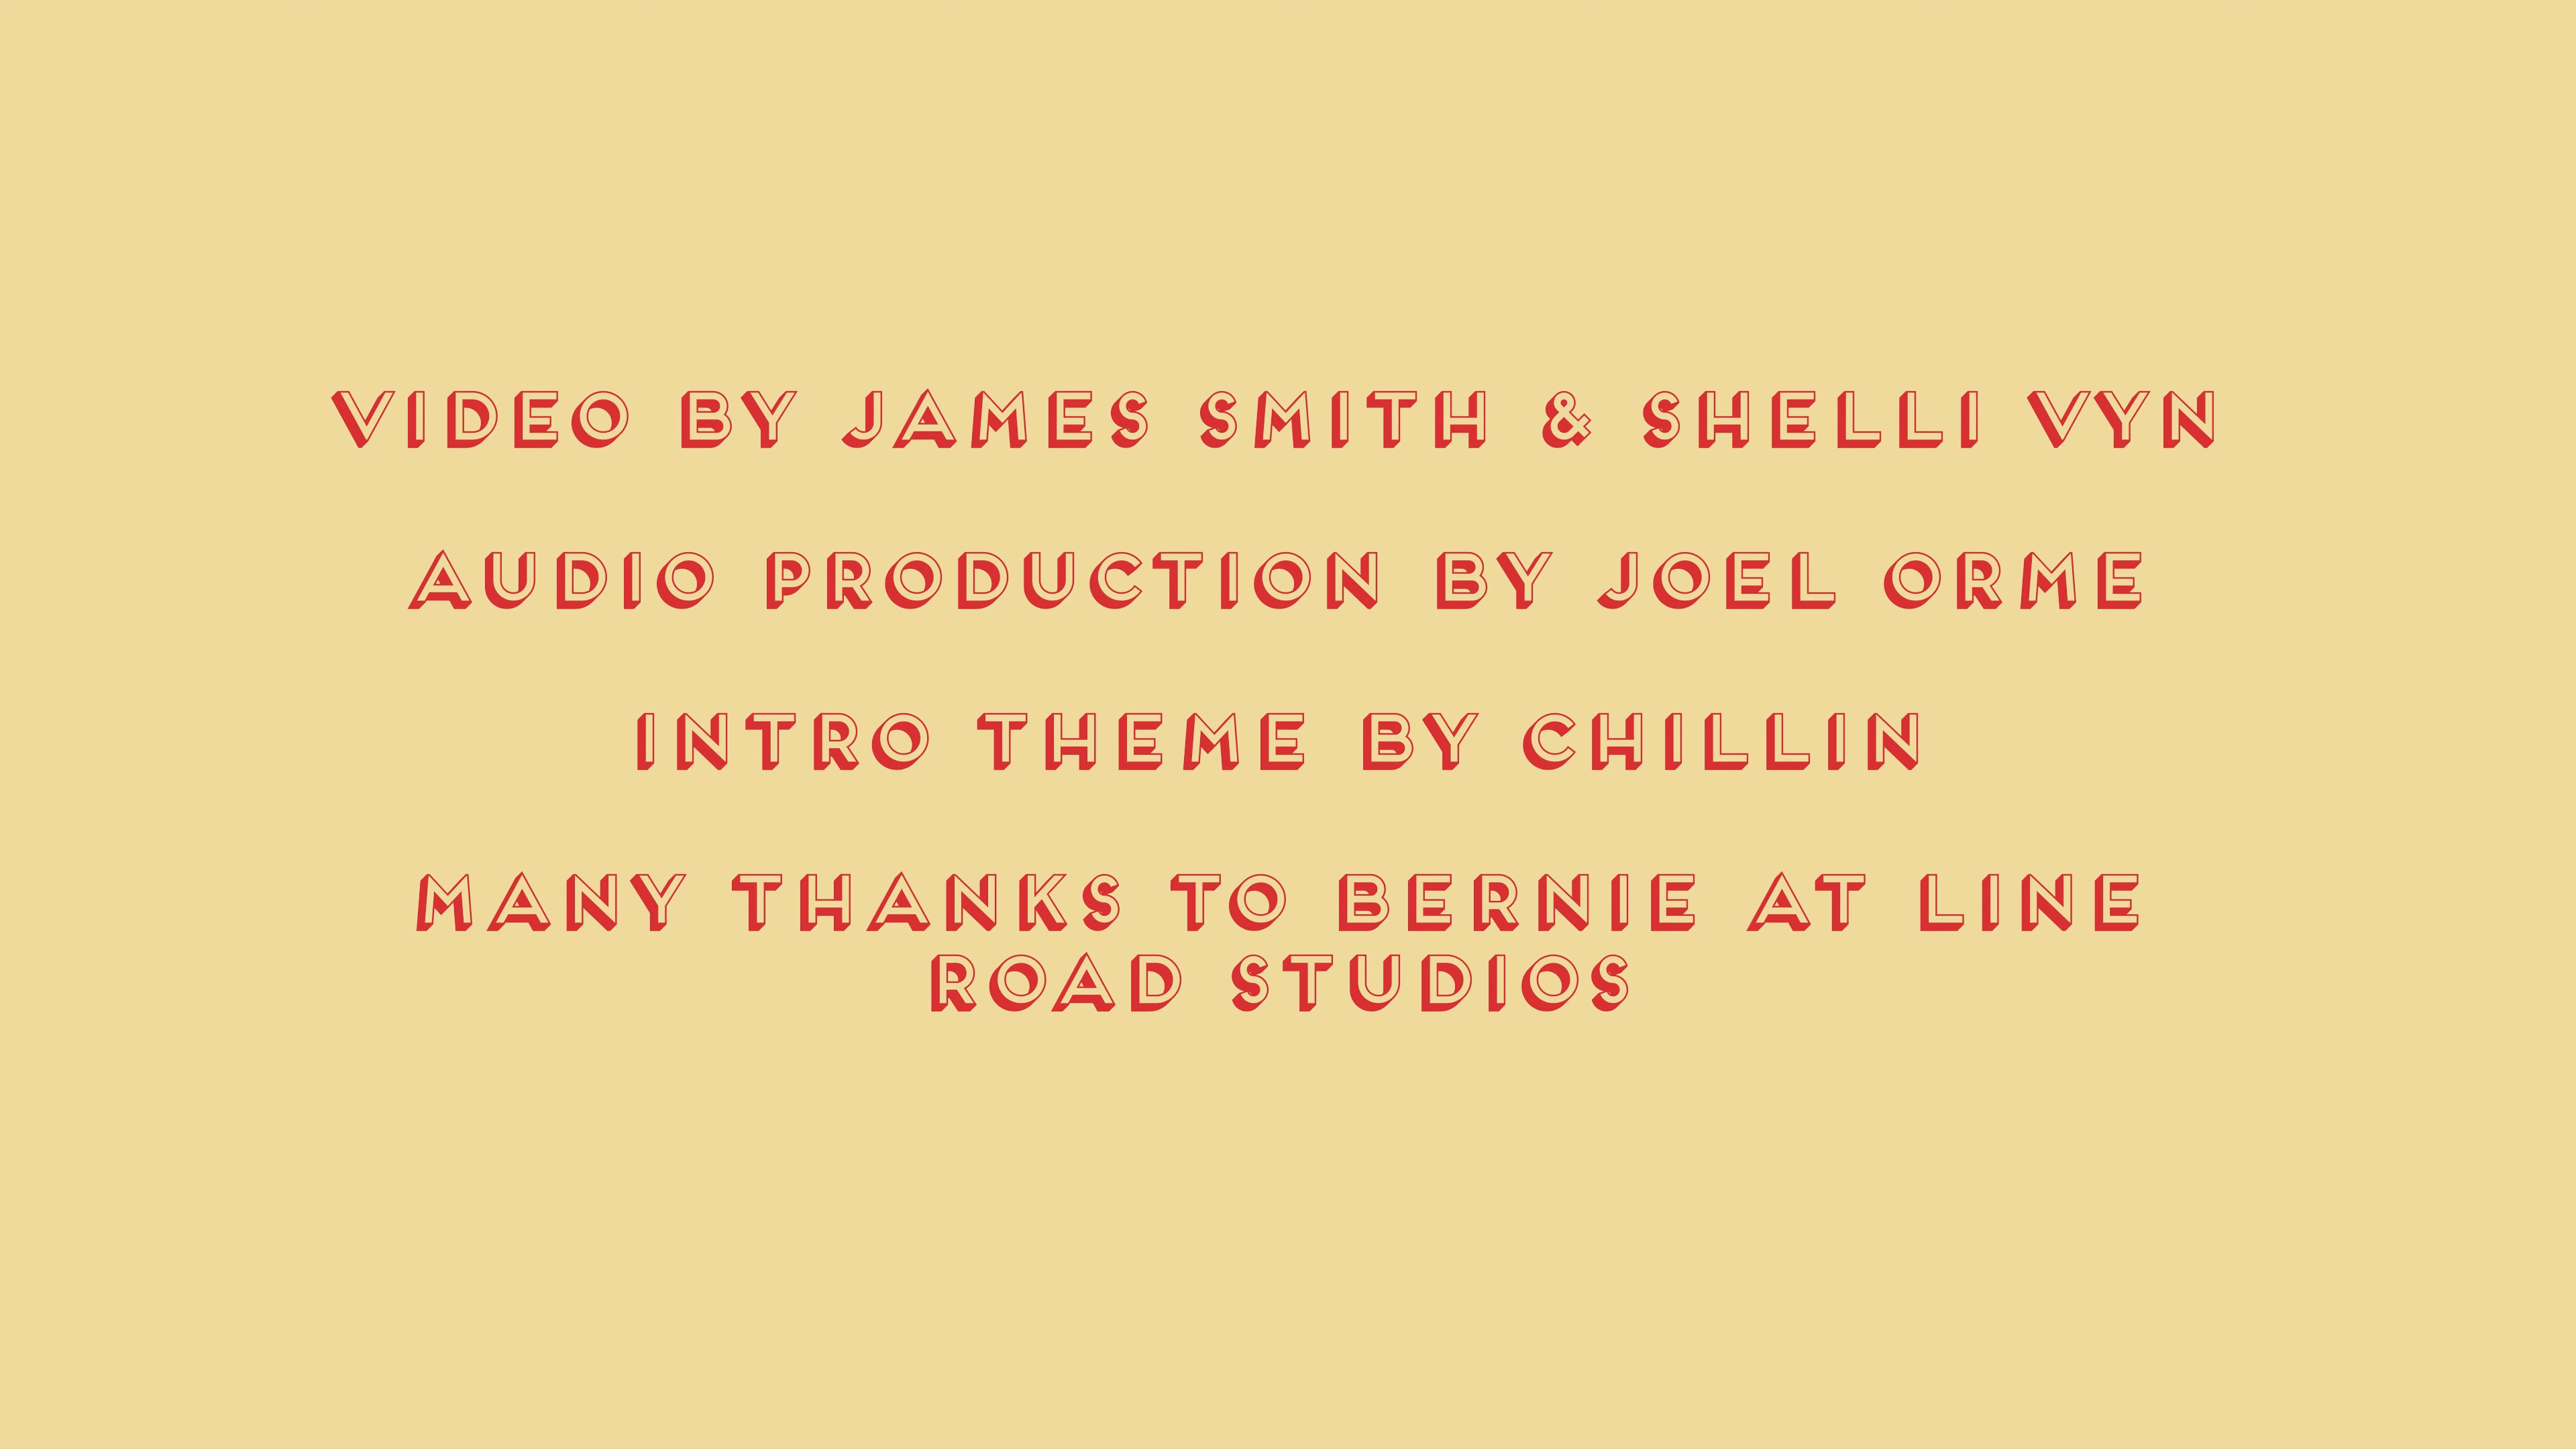 VIDEO BY JAMES SMITH & SHELLI VYN
AUDIO PRODUCTION BY JOEL ORME
INTRO THEME BY CHILLIN
MANY THANKS TO BERNIE AT LINE
ROAD STUDIOS